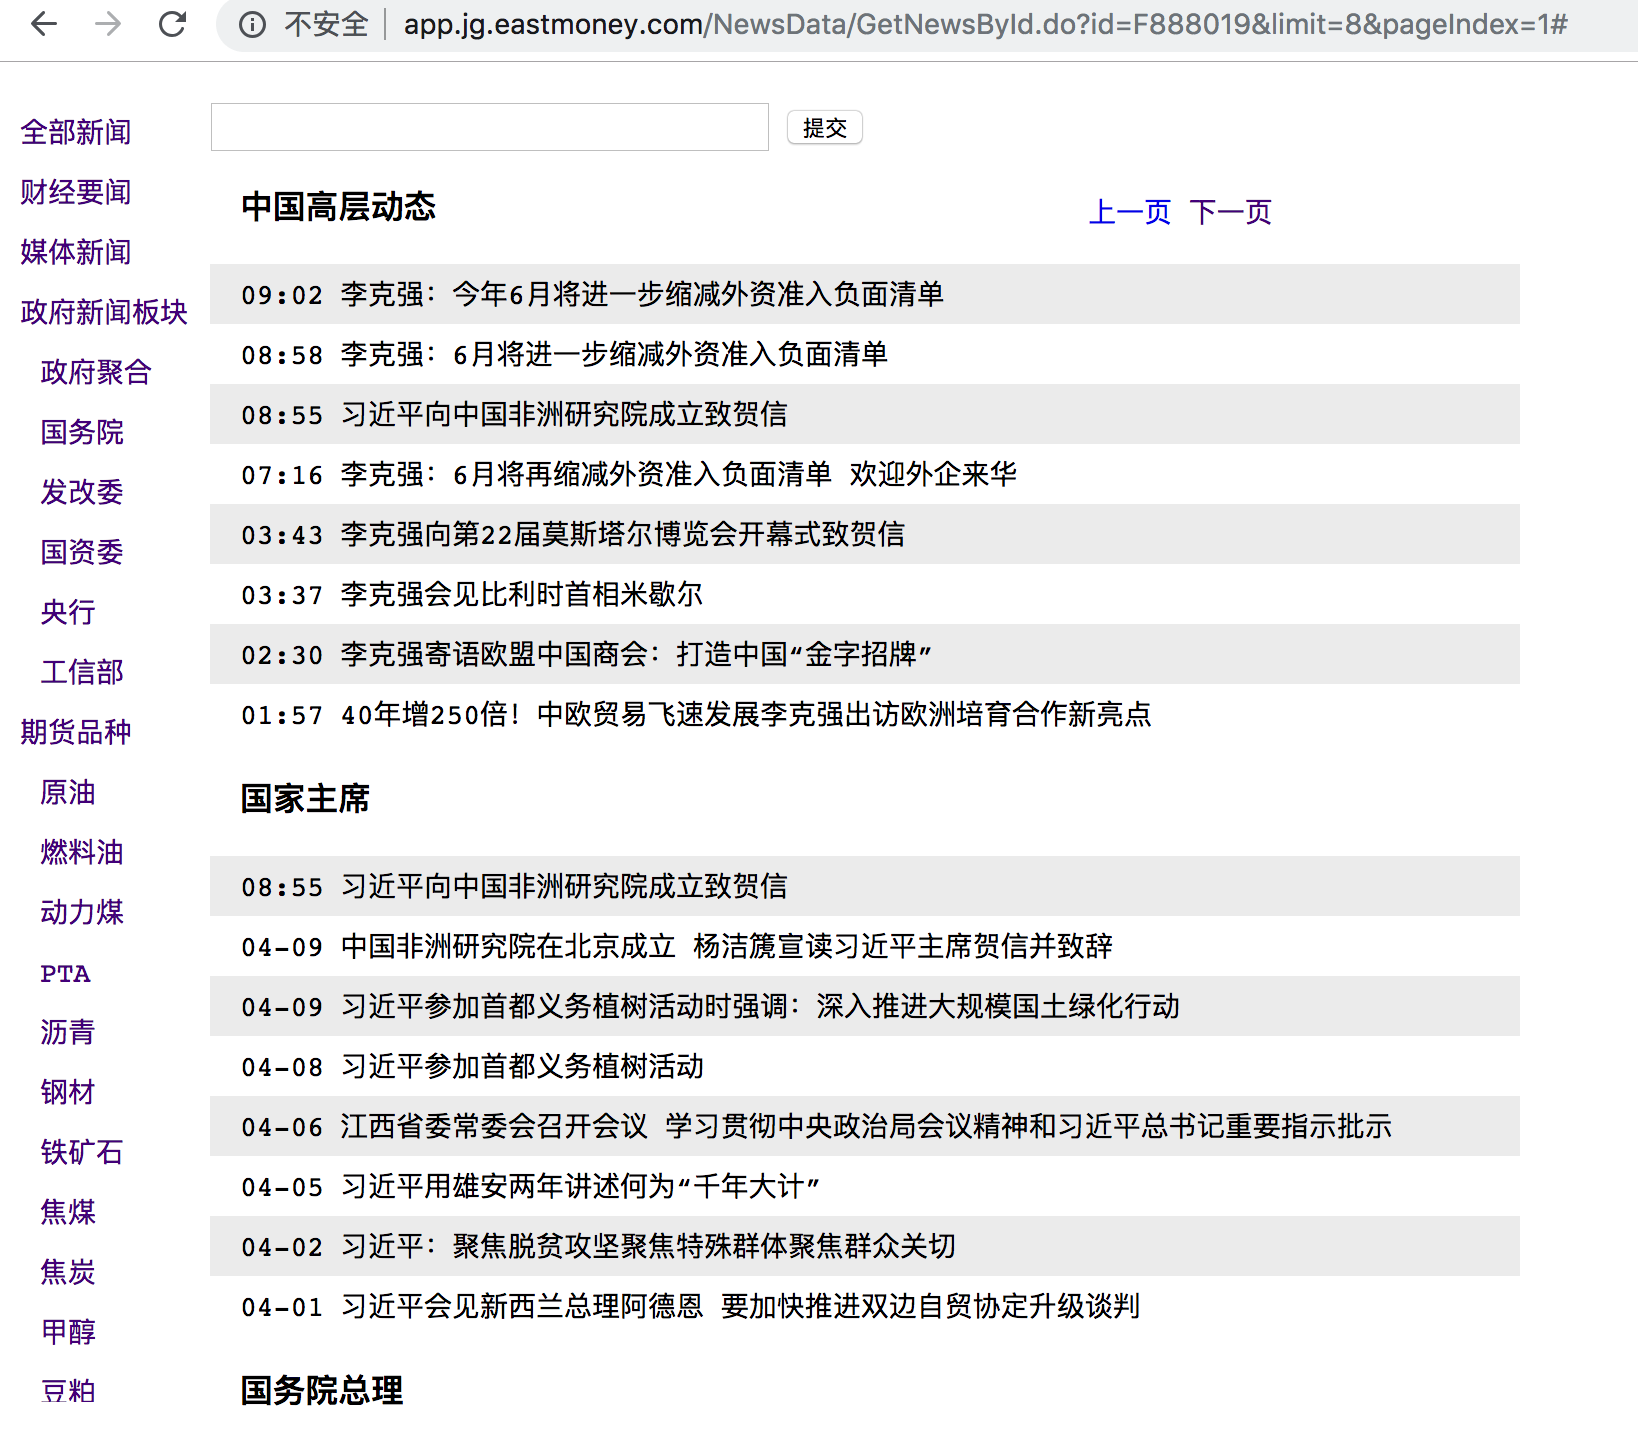 不安全 app.jg.eastmoney.com/NewsData/GetNewsById.do?id=F888019&limit=8&pageIndex=1#
提交
全部新闻
财经要闻
媒体新闻
政府新闻板块
政府聚合
国务院
发改委
国资委
央行
工信部
期货品种
原油
燃料油
动力煤
PTA
沥青
钢材
铁矿石
焦煤
焦炭
甲醇
豆粕
中国高层动态
上一页 下一页
09:02 李克强：今年6月将进一步缩减外资准入负面清单
08:58 李克强：6月将进一步缩减外资准入负面清单
08:55 习近平向中国非洲研究院成立致贺信
07:16 李克强：6月将再缩减外资准入负面清单 欢迎外企来华
03:43 李克强向第22届莫斯塔尔博览会开幕式致贺信
03:37 李克强会见比利时首相米歇尔
02:30 李克强寄语欧盟中国商会：打造中国“金字招牌”
01:57 40年增250倍！中欧贸易飞速发展李克强出访欧洲培育合作新亮点
国家主席
08:55 习近平向中国非洲研究院成立致贺信
04-09 中国非洲研究院在北京成立 杨洁篪宣读习近平主席贺信并致辞
04-09 习近平参加首都义务植树活动时强调：深入推进大规模国土绿化行动
04-08 习近平参加首都义务植树活动
04-06 江西省委常委会召开会议 学习贯彻中央政治局会议精神和习近平总书记重要指示批示
04-05 习近平用雄安两年讲述何为“千年大计”
04-02 习近平：聚焦脱贫攻坚聚焦特殊群体聚焦群众关切
04-01 习近平会见新西兰总理阿德恩 要加快推进双边自贸协定升级谈判
国务院总理